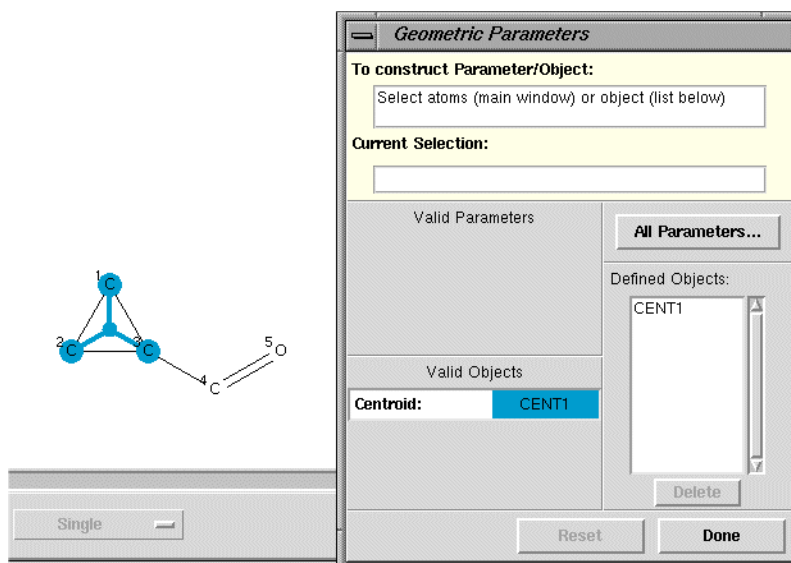 Geometric Parameters
To construct Parameter/Object:
Select atoms (main window) or object (list below)
Current Selection:
Valid Parameters
All Parameters...
Defined Objects:
CENT1
Valid Objects
Centroid: CENT1
Delete
Reset Done
1 C
2 C 3 C
4 C 5 O
Single